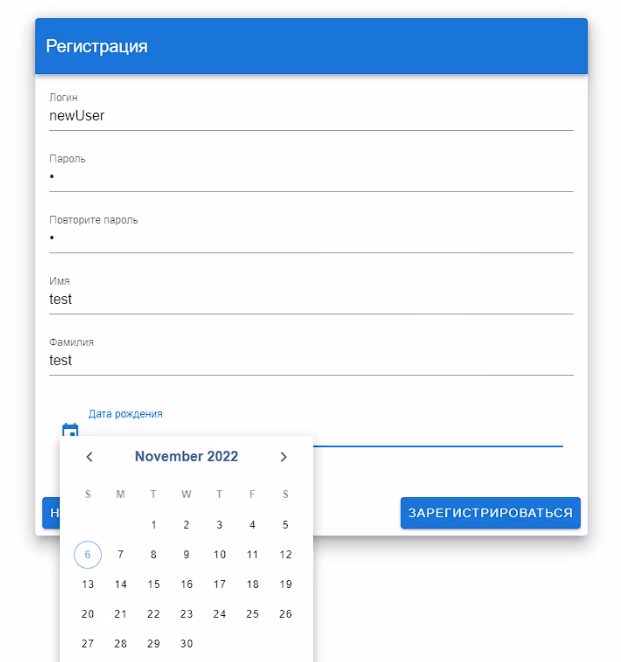 Регистрация
Логин
newUser
Пароль
•
Повторите пароль
•
Имя
test
Фамилия
test
Дата рождения
November 2022
S M T W T F S
1 2 3 4 5
6 7 8 9 10 11 12
13 14 15 16 17 18 19
20 21 22 23 24 25 26
27 28 29 30
ЗАРЕГИСТРИРОВАТЬСЯ